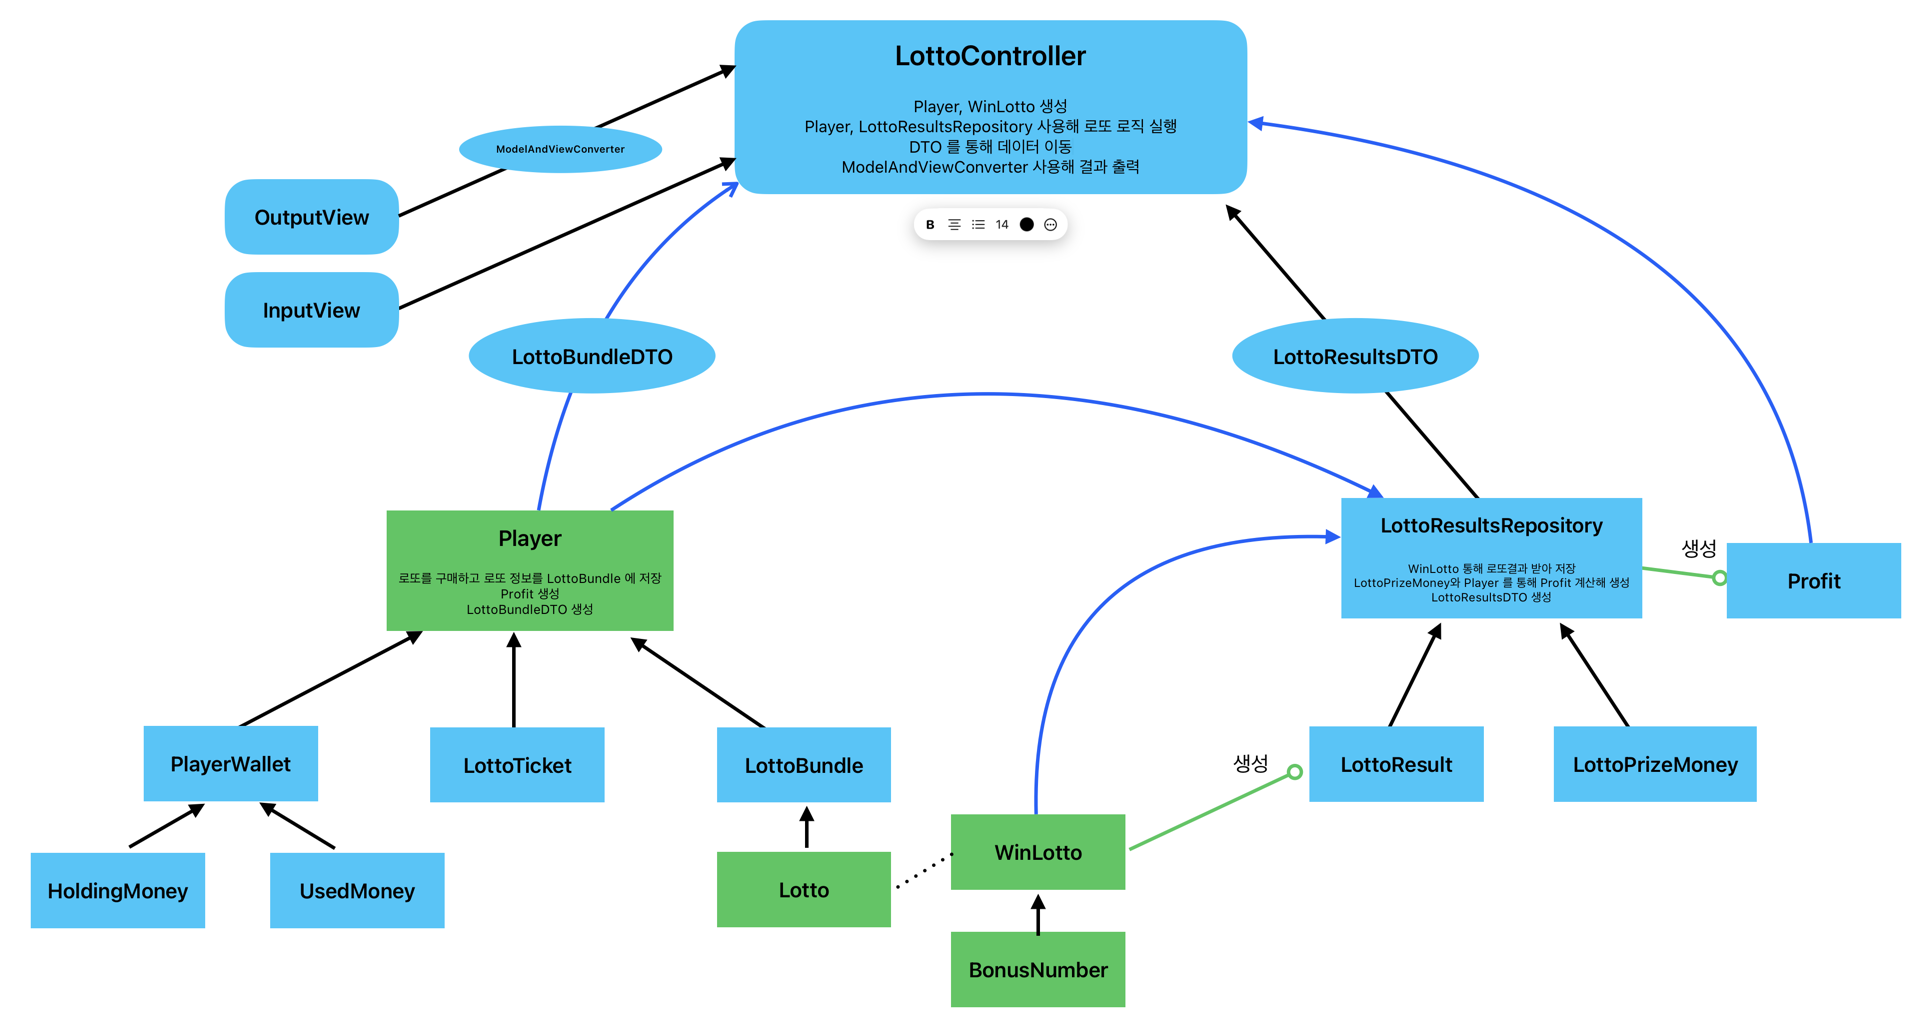 LottoController
Player, WinLotto 생성
Player, LottoResultsRepository 사용해 로또 로직 실행
DTO 를 통해 데이터 이동
ModelAndViewConverter 사용해 결과 출력
ModelAndViewConverter
OutputView
B
14
InputView
LottoBundleDTO
LottoResultsDTO
Player
로또를 구매하고 로또 정보를 LottoBundle 에 저장
Profit 생성
LottoBundleDTO 생성
LottoResultsRepository
WinLotto 통해 로또결과 받아 저장
LottoPrizeMoney와 Player 를 통해 Profit 계산해 생성
LottoResultsDTO 생성
생성
Profit
PlayerWallet
LottoTicket
LottoBundle
생성
LottoResult
LottoPrizeMoney
HoldingMoney
UsedMoney
Lotto
WinLotto
BonusNumber